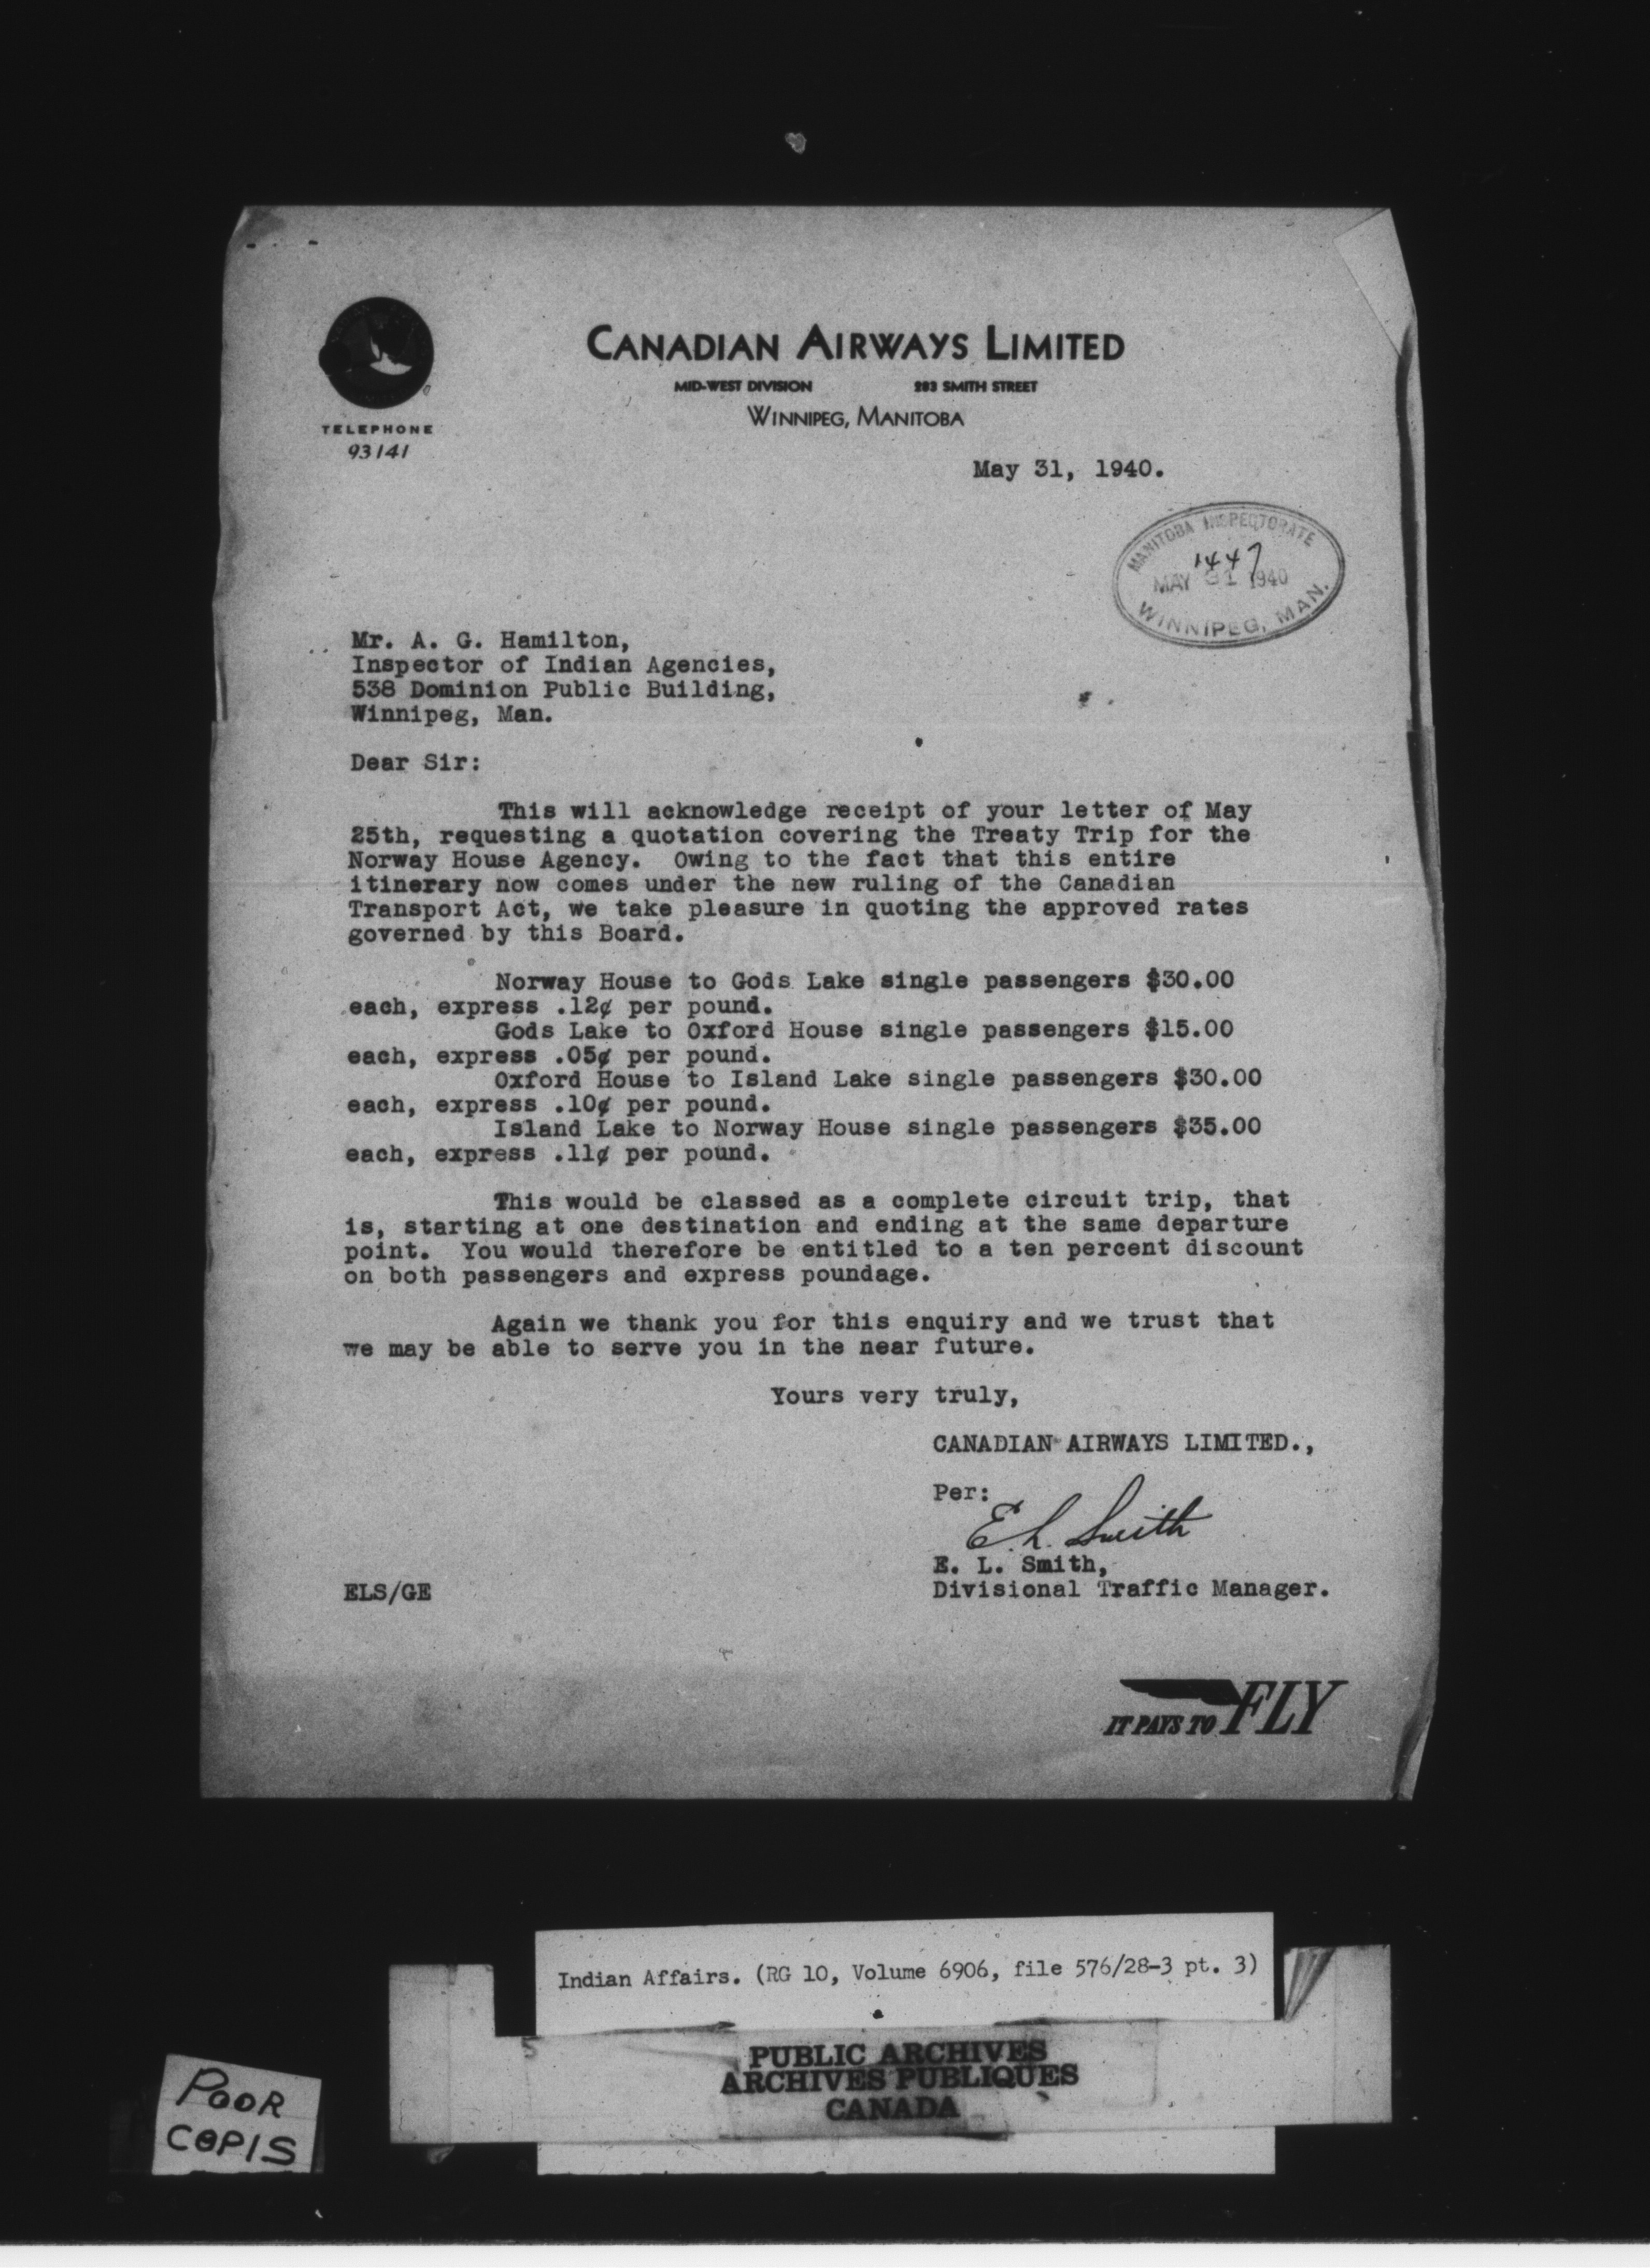 CANADIAN AIRWAYS LIMITED
MID-WEST DIVISION 283 SMITH STREET
WINNIPEG, MANITOBA
TELEPHONE
93141
May 31, 1940.
MANITOBA INSPECTORATE
1447
MAY 31 1940
WINNIPEG, MAN.
Mr. A. G. Hamilton,
Inspector of Indian Agencies,
538 Dominion Public Building,
Winnipeg, Man.
Dear Sir:
This will acknowledge receipt of your letter of May
25th, requesting a quotation covering the Treaty Trip for the
Norway House Agency. Owing to the fact that this entire
itinerary now comes under the new ruling of the Canadian
Transport Act, we take pleasure in quoting the approved rates
governed by this Board.
Norway House to Gods Lake single passengers $30.00
each, express .12¢ per pound.
Gods Lake to Oxford House single passengers $15.00
each, express .05¢ per pound.
Oxford House to Island Lake single passengers $30.00
each, express .10¢ per pound.
Island Lake to Norway House single passengers $35.00
each, express .11¢ per pound.
This would be classed as a complete circuit trip, that
is, starting at one destination and ending at the same departure
point. You would therefore be entitled to a ten percent discount
on both passengers and express poundage.
Again we thank you for this enquiry and we trust that
we may be able to serve you in the near future.
Yours very truly,
CANADIAN AIRWAYS LIMITED.,
Per:
E. L. Smith
E. L. Smith,
Divisional Traffic Manager.
ELS/GE
IT PAYS TO FLY
Indian Affairs. (RG 10, Volume 6906, file 576/28-3 pt. 3)
5
PUBLIC ARCHIVES
ARCHIVES PUBLIQUES
CANADA
POOR
COPIS